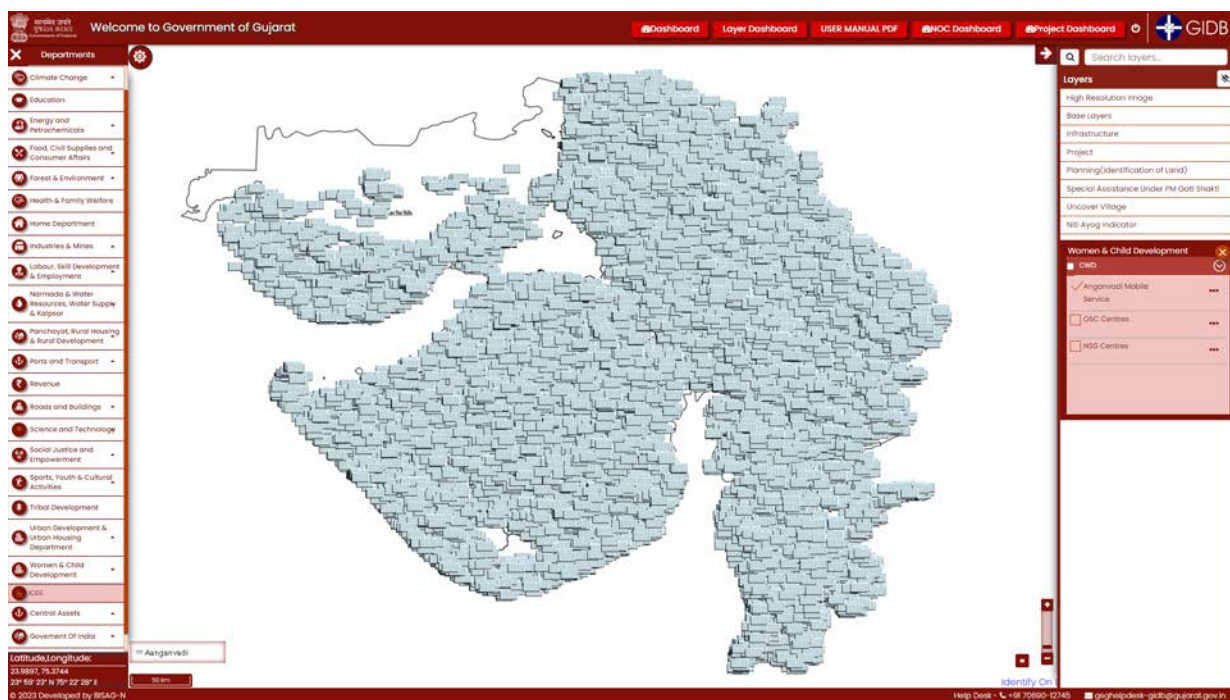 सत्यमेव जयते
Welcome to Government of Gujarat
Dashboard
Layer Dashboard
USER MANUAL PDF
NOC Dashboard
Project Dashboard
GIDB
Departments
Climate Change
Education
Energy and
Petrochemicals
Food, Civil Supplies and
Consumer Affairs
Forest & Environment
Health & Family Welfare
Home Department
Industries & Mines
Labour, Skill Development
& Employment
Narmada & Water
Resources, Water Supply
& Kalpsar
Panchayat, Rural Housing
& Rural Development
Ports and Transport
Revenue
Roads and Buildings
Science and Technology
Social Justice and
Empowerment
Sports, Youth & Cultural
Activities
Tribal Development
Urban Development &
Urban Housing
Department
Women & Child
Development
ICDS
Central Assets
Goverment Of India
Latitude,Longitude:
23.9897, 75.3744
23° 59' 23" N 75° 22' 28" E
© 2023 Developed by BISAG-N
Aanganvadi
50 km
Search layers..
Layers
High Resolution Image
Base Layers
Infrastructure
Project
Planning(Identification of Land)
Special Assistance Under PM Gati Shakti
Uncover Village
Niti Ayog Indicator
Women & Child Development
CWD
Anganvadi Mobile
Service
OSC Centres
NSG Centres
Identify On
Help Desk - +91 70690-12745
gsghelpdesk-gidb@gujarat.gov.in